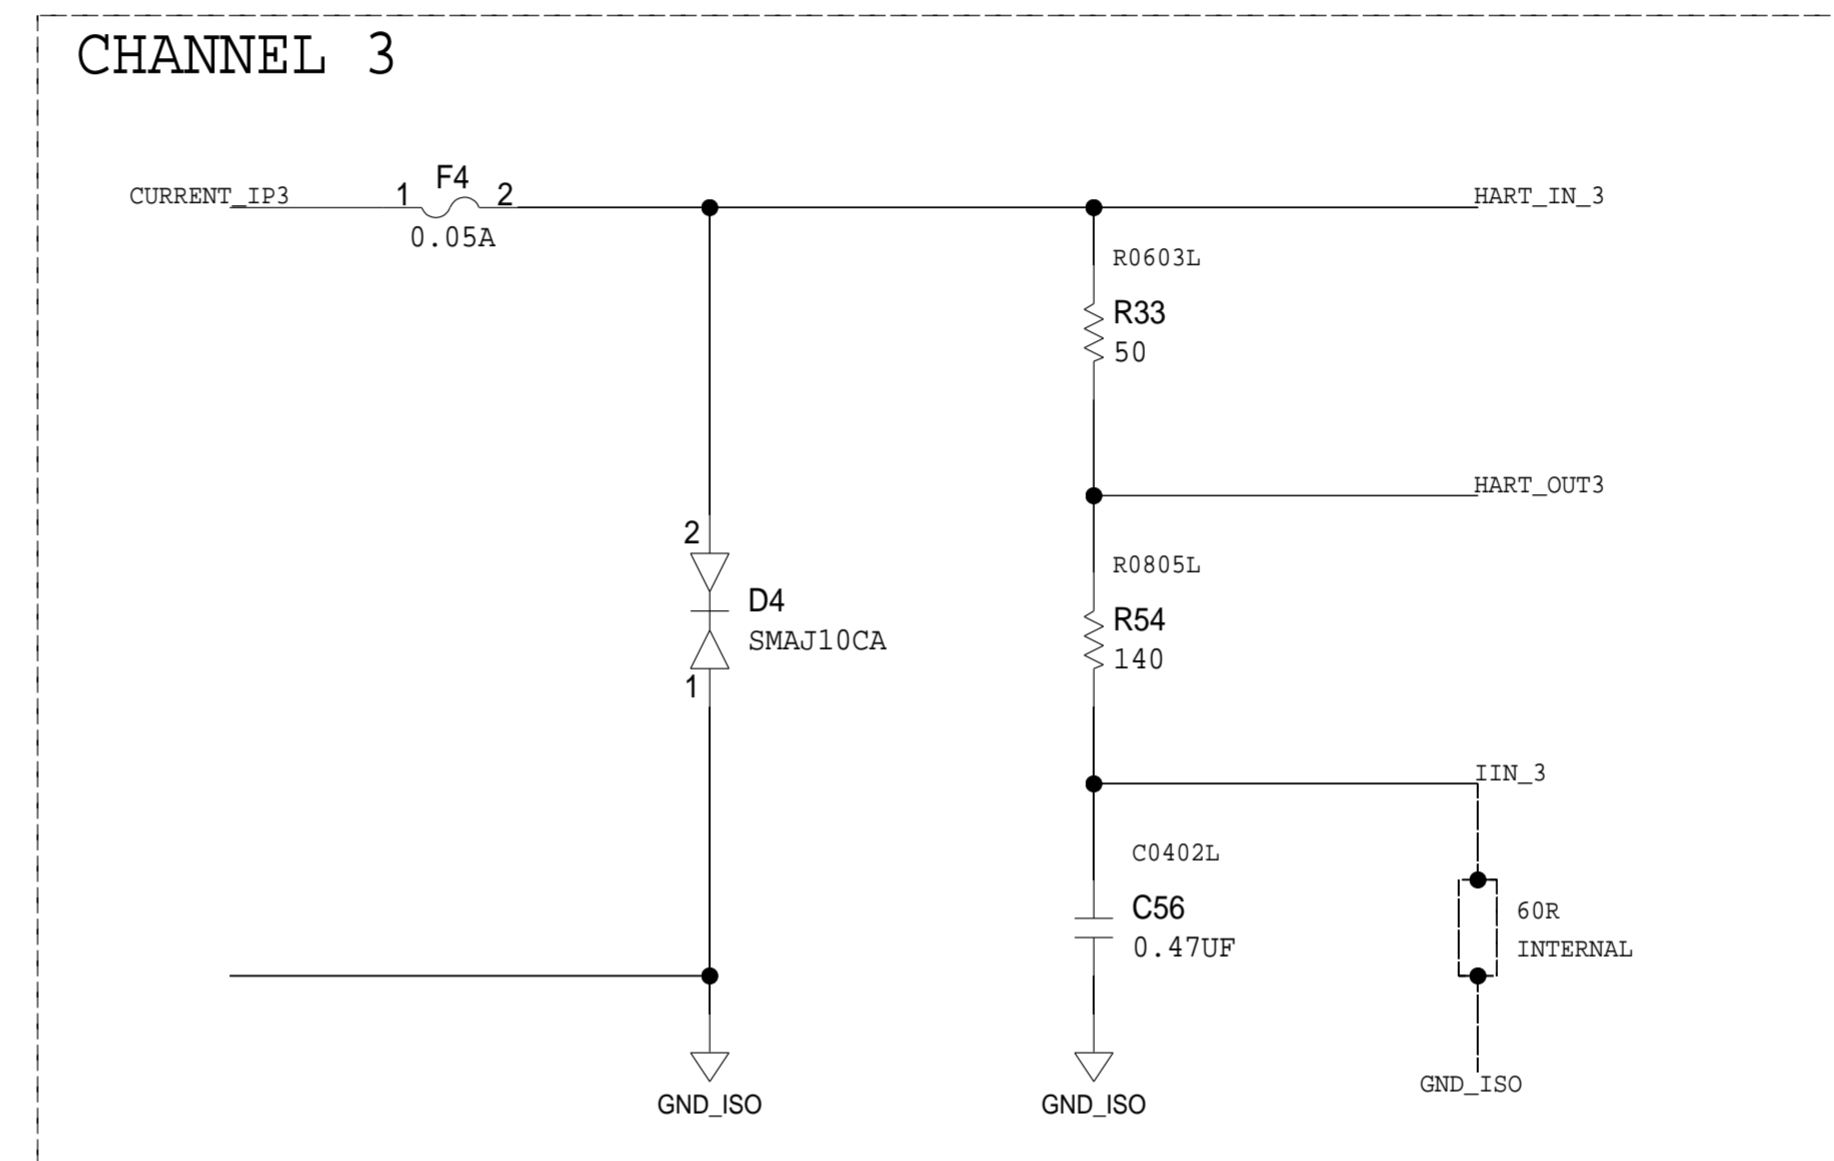 CHANNEL 3
F4
CURRENT_IP3
1
2
HART_IN_3
0.05A
R0603L
R33
50
HART_OUT3
2
R0805L
D4
R54
SMAJ10CA
140
1
IIN_3
C0402L
C56
60R
0.47UF
INTERNAL
GND_ISO
GND_ISO
GND_ISO